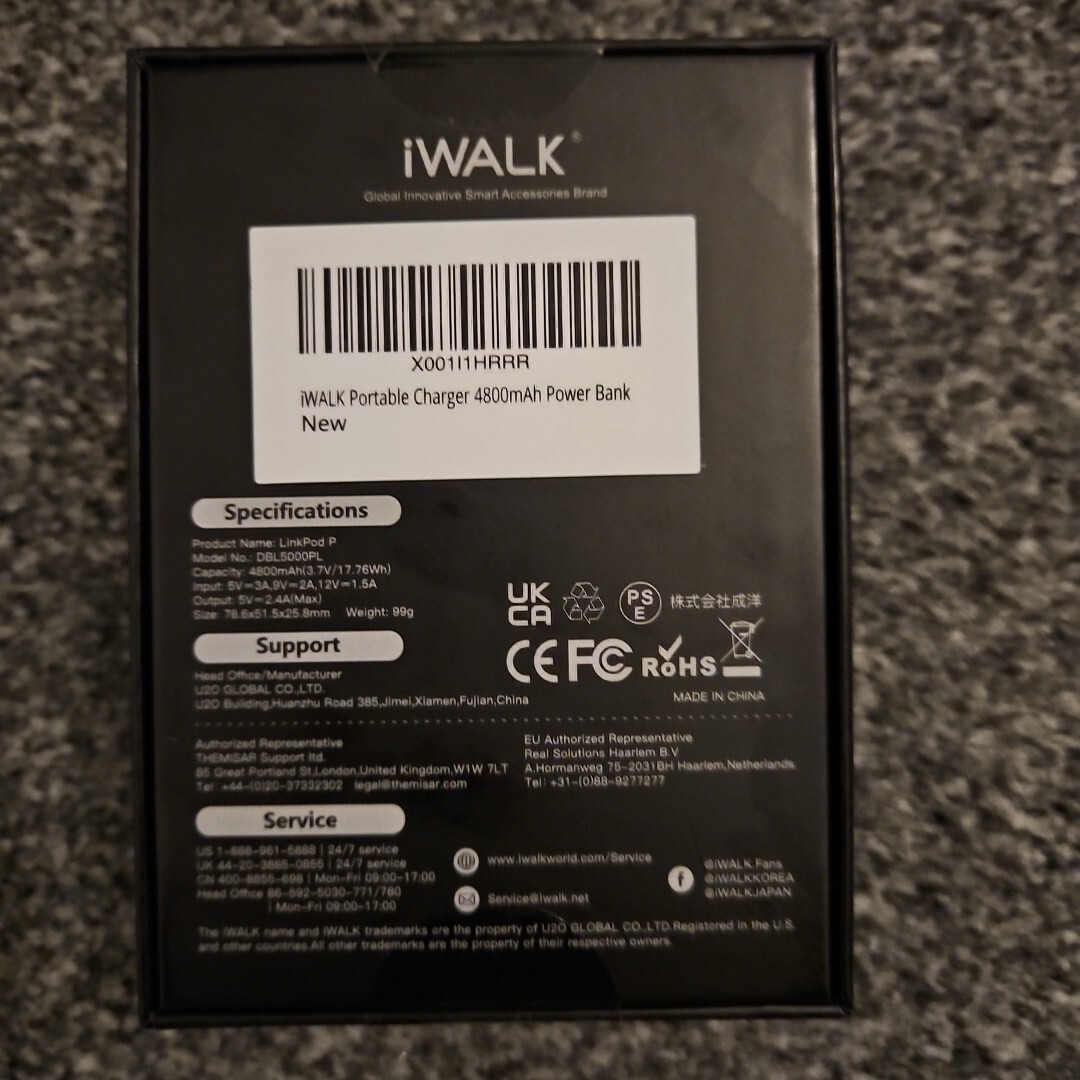 iWALK®
Global Innovative Smart Accessories Brand
X001I1HRRR
iWALK Portable Charger 4800mAh Power Bank
New
Specifications
Product Name: LinkPod P
Model No.: DBL5000PL
Capacity: 4800mAh(3.7V/17.76Wh)
Input: 5V=3A,9V=2A,12V=1.5A
Output: 5V=2.4A(Max)
Size: 78.6x51.5x25.8mm Weight: 99g
UK
CA
PS
E
株式会社成洋
CE FC RoHS
MADE IN CHINA
Support
Head Office/Manufacturer
U2O GLOBAL CO.,LTD.
U2O Building,Huanzhu Road 385,Jimei,Xiamen,Fujian,China
Authorized Representative
THEMISAR Support ltd.
85 Great Portland St,London,United Kingdom,W1W 7LT
Tel: +44-(0)20-37332302 legal@themisar.com
EU Authorized Representative
Real Solutions Haarlem B.V
A.Hormanweg 75-2031BH Haarlem,Netherlands
Tel: +31-(0)88-9277277
Service
US 1-888-961-5888 | 24/7 service
UK 44-20-3885-0855 | 24/7 service
CN 400-8855-698 | Mon-Fri 09:00-17:00
Head Office 86-592-5030-771/780
| Mon-Fri 09:00-17:00
www.iwalkworld.com/Service
Service@iwalk.net
@iWALK.Fans
@iWALKKOREA
@iWALKJAPAN
The iWALK name and iWALK trademarks are the property of U2O GLOBAL CO.,LTD.Registered in the U.S.
and other countries.All other trademarks are the property of their respective owners.